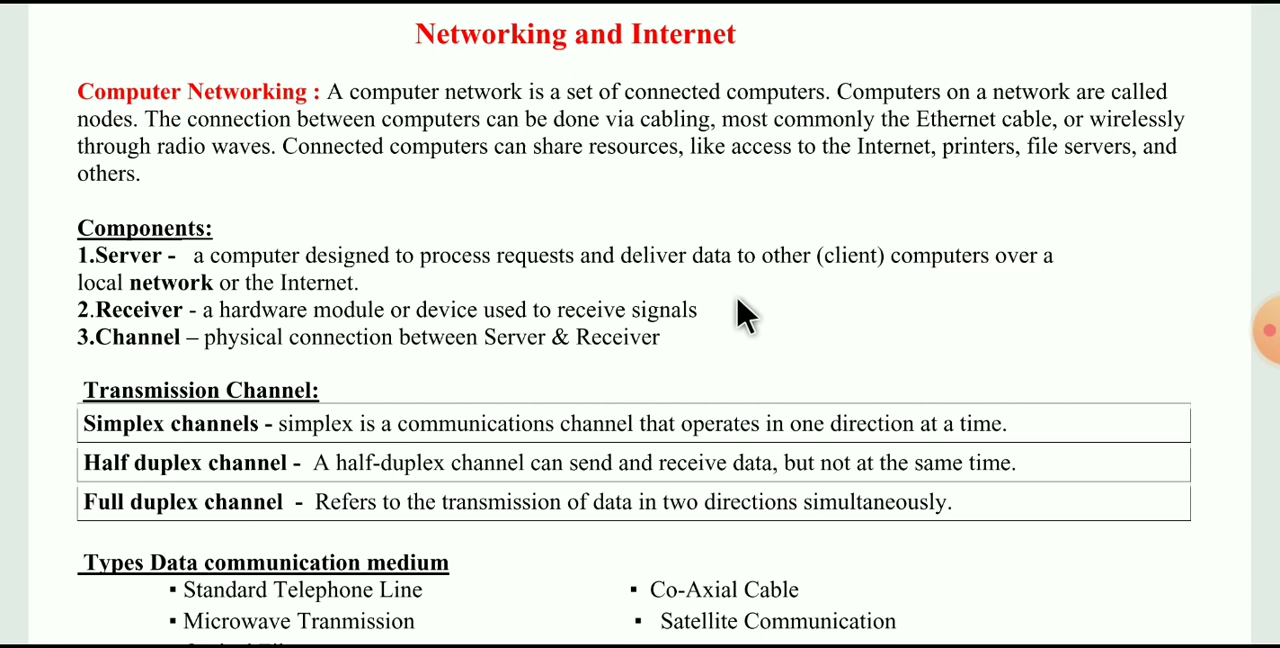 Networking and Internet
Computer Networking : A computer network is a set of connected computers. Computers on a network are called
nodes. The connection between computers can be done via cabling, most commonly the Ethernet cable, or wirelessly
through radio waves. Connected computers can share resources, like access to the Internet, printers, file servers, and
others.
Components:
1.Server - a computer designed to process requests and deliver data to other (client) computers over a
local network or the Internet.
2.Receiver - a hardware module or device used to receive signals
3.Channel – physical connection between Server & Receiver
Transmission Channel:
Simplex channels - simplex is a communications channel that operates in one direction at a time.
Half duplex channel - A half-duplex channel can send and receive data, but not at the same time.
Full duplex channel - Refers to the transmission of data in two directions simultaneously.
Types Data communication medium
▪ Standard Telephone Line ▪ Co-Axial Cable
▪ Microwave Tranmission ▪ Satellite Communication